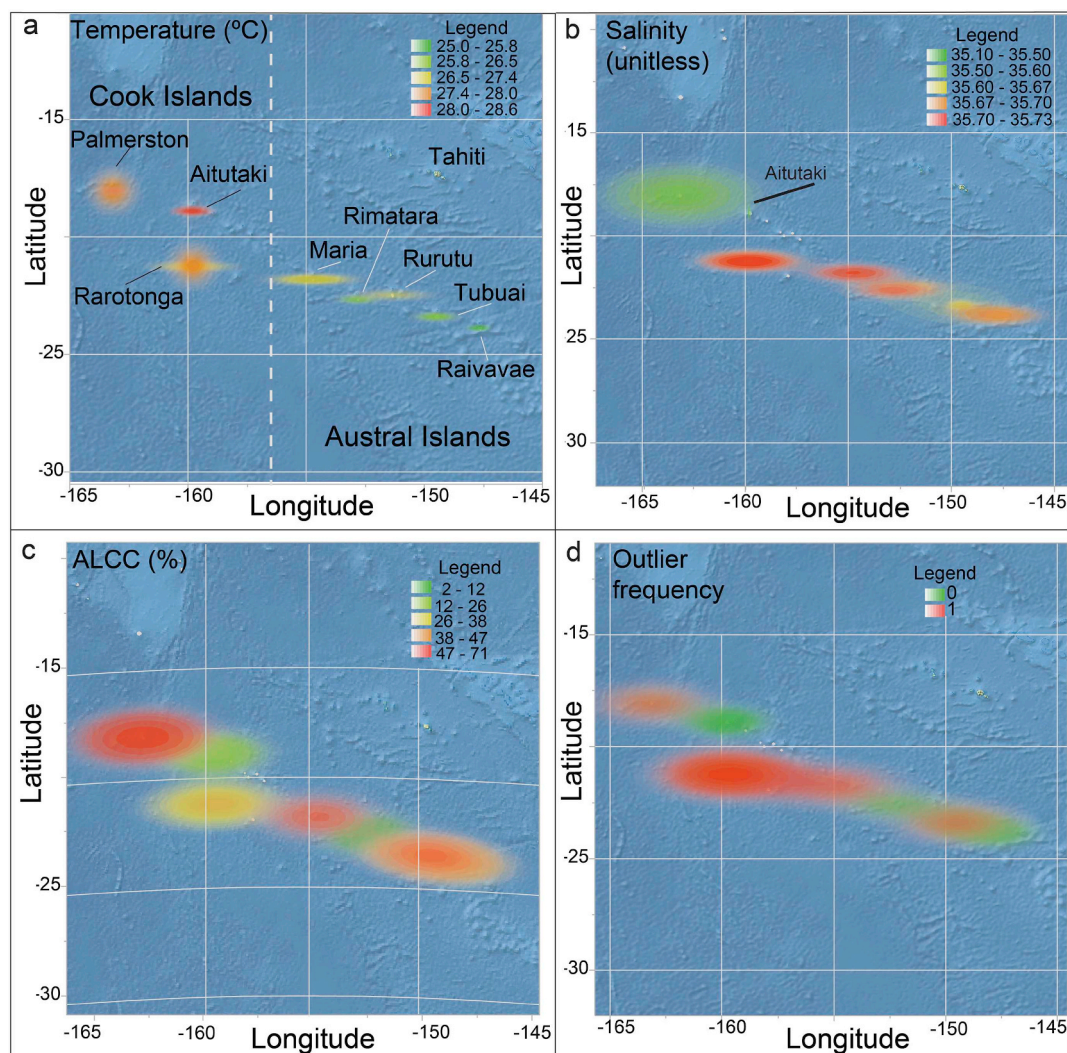 a Temperature (ºC)
Legend
25.0 - 25.8
25.8 - 26.5
26.5 - 27.4
27.4 - 28.0
28.0 - 28.6
Cook Islands
-15
Palmerston
Aitutaki
Tahiti
Rimatara
Maria
Rurutu
Rarotonga
Tubuai
-25
Raivavae
Austral Islands
-30
-165
-160
-150
-145
Longitude
Latitude
b Salinity
(unitless)
Legend
35.10 - 35.50
35.50 - 35.60
35.60 - 35.67
35.67 - 35.70
35.70 - 35.73
-15
Aitutaki
25
30
-165
-160
-150
-145
Longitude
Latitude
c ALCC (%)
Legend
2 - 12
12 - 26
26 - 38
38 - 47
47 - 71
-15
-25
-30
-165
-160
-150
-145
Longitude
Latitude
d Outlier
frequency
Legend
0
1
-15
-25
-30
-165
-160
-150
-145
Longitude
Latitude